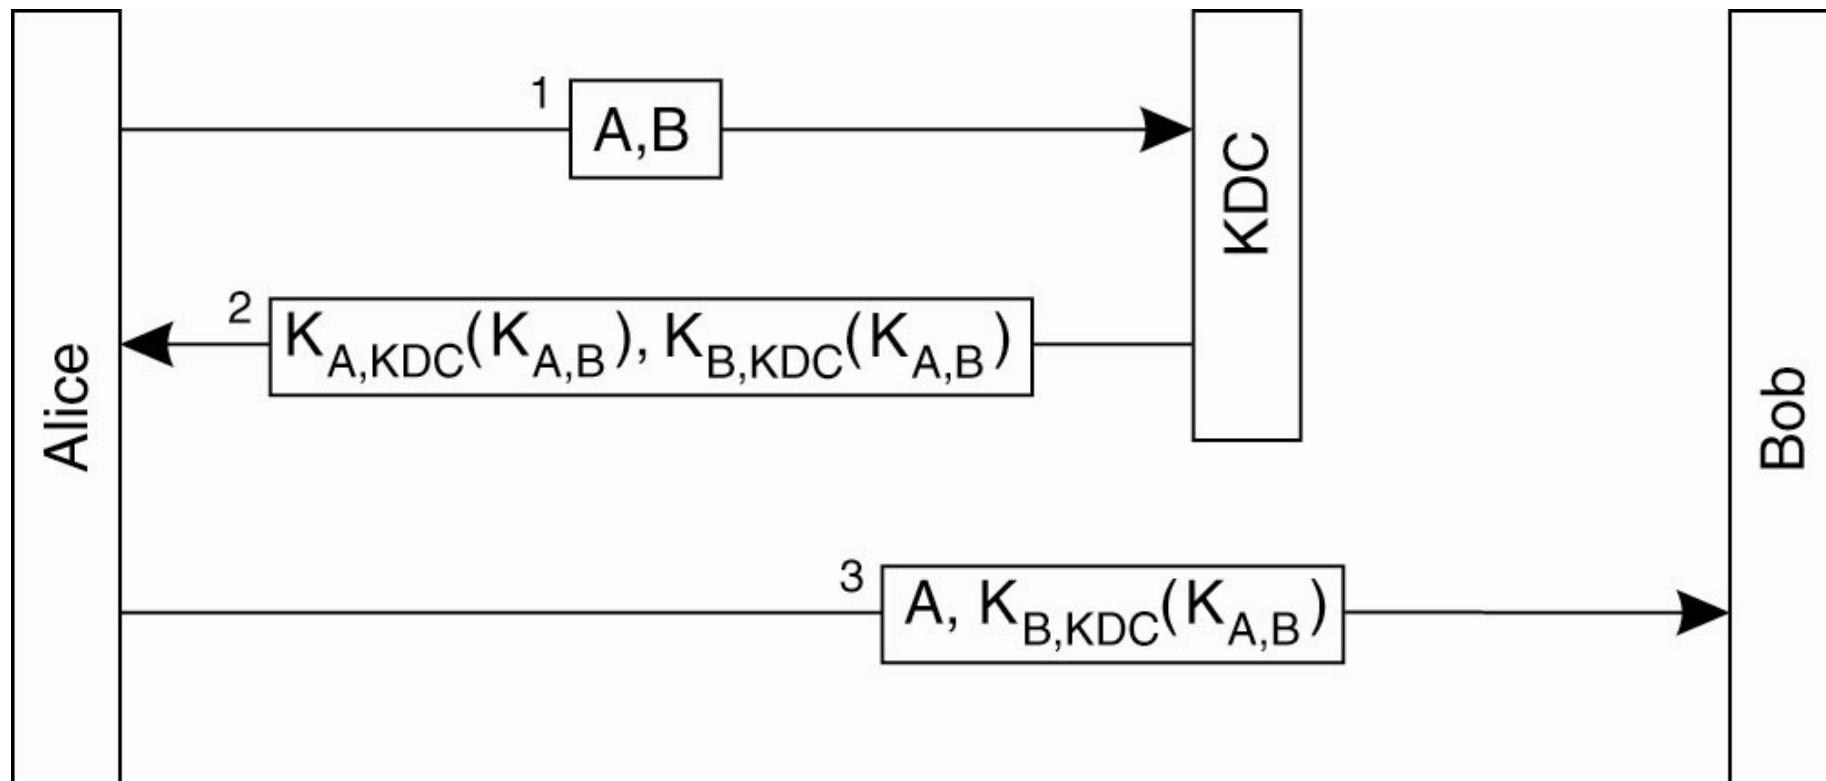 1
A,B
KDC
2
K_A,KDC(K_A,B), K_B,KDC(K_A,B)
Alice
Bob
3
A, K_B,KDC(K_A,B)